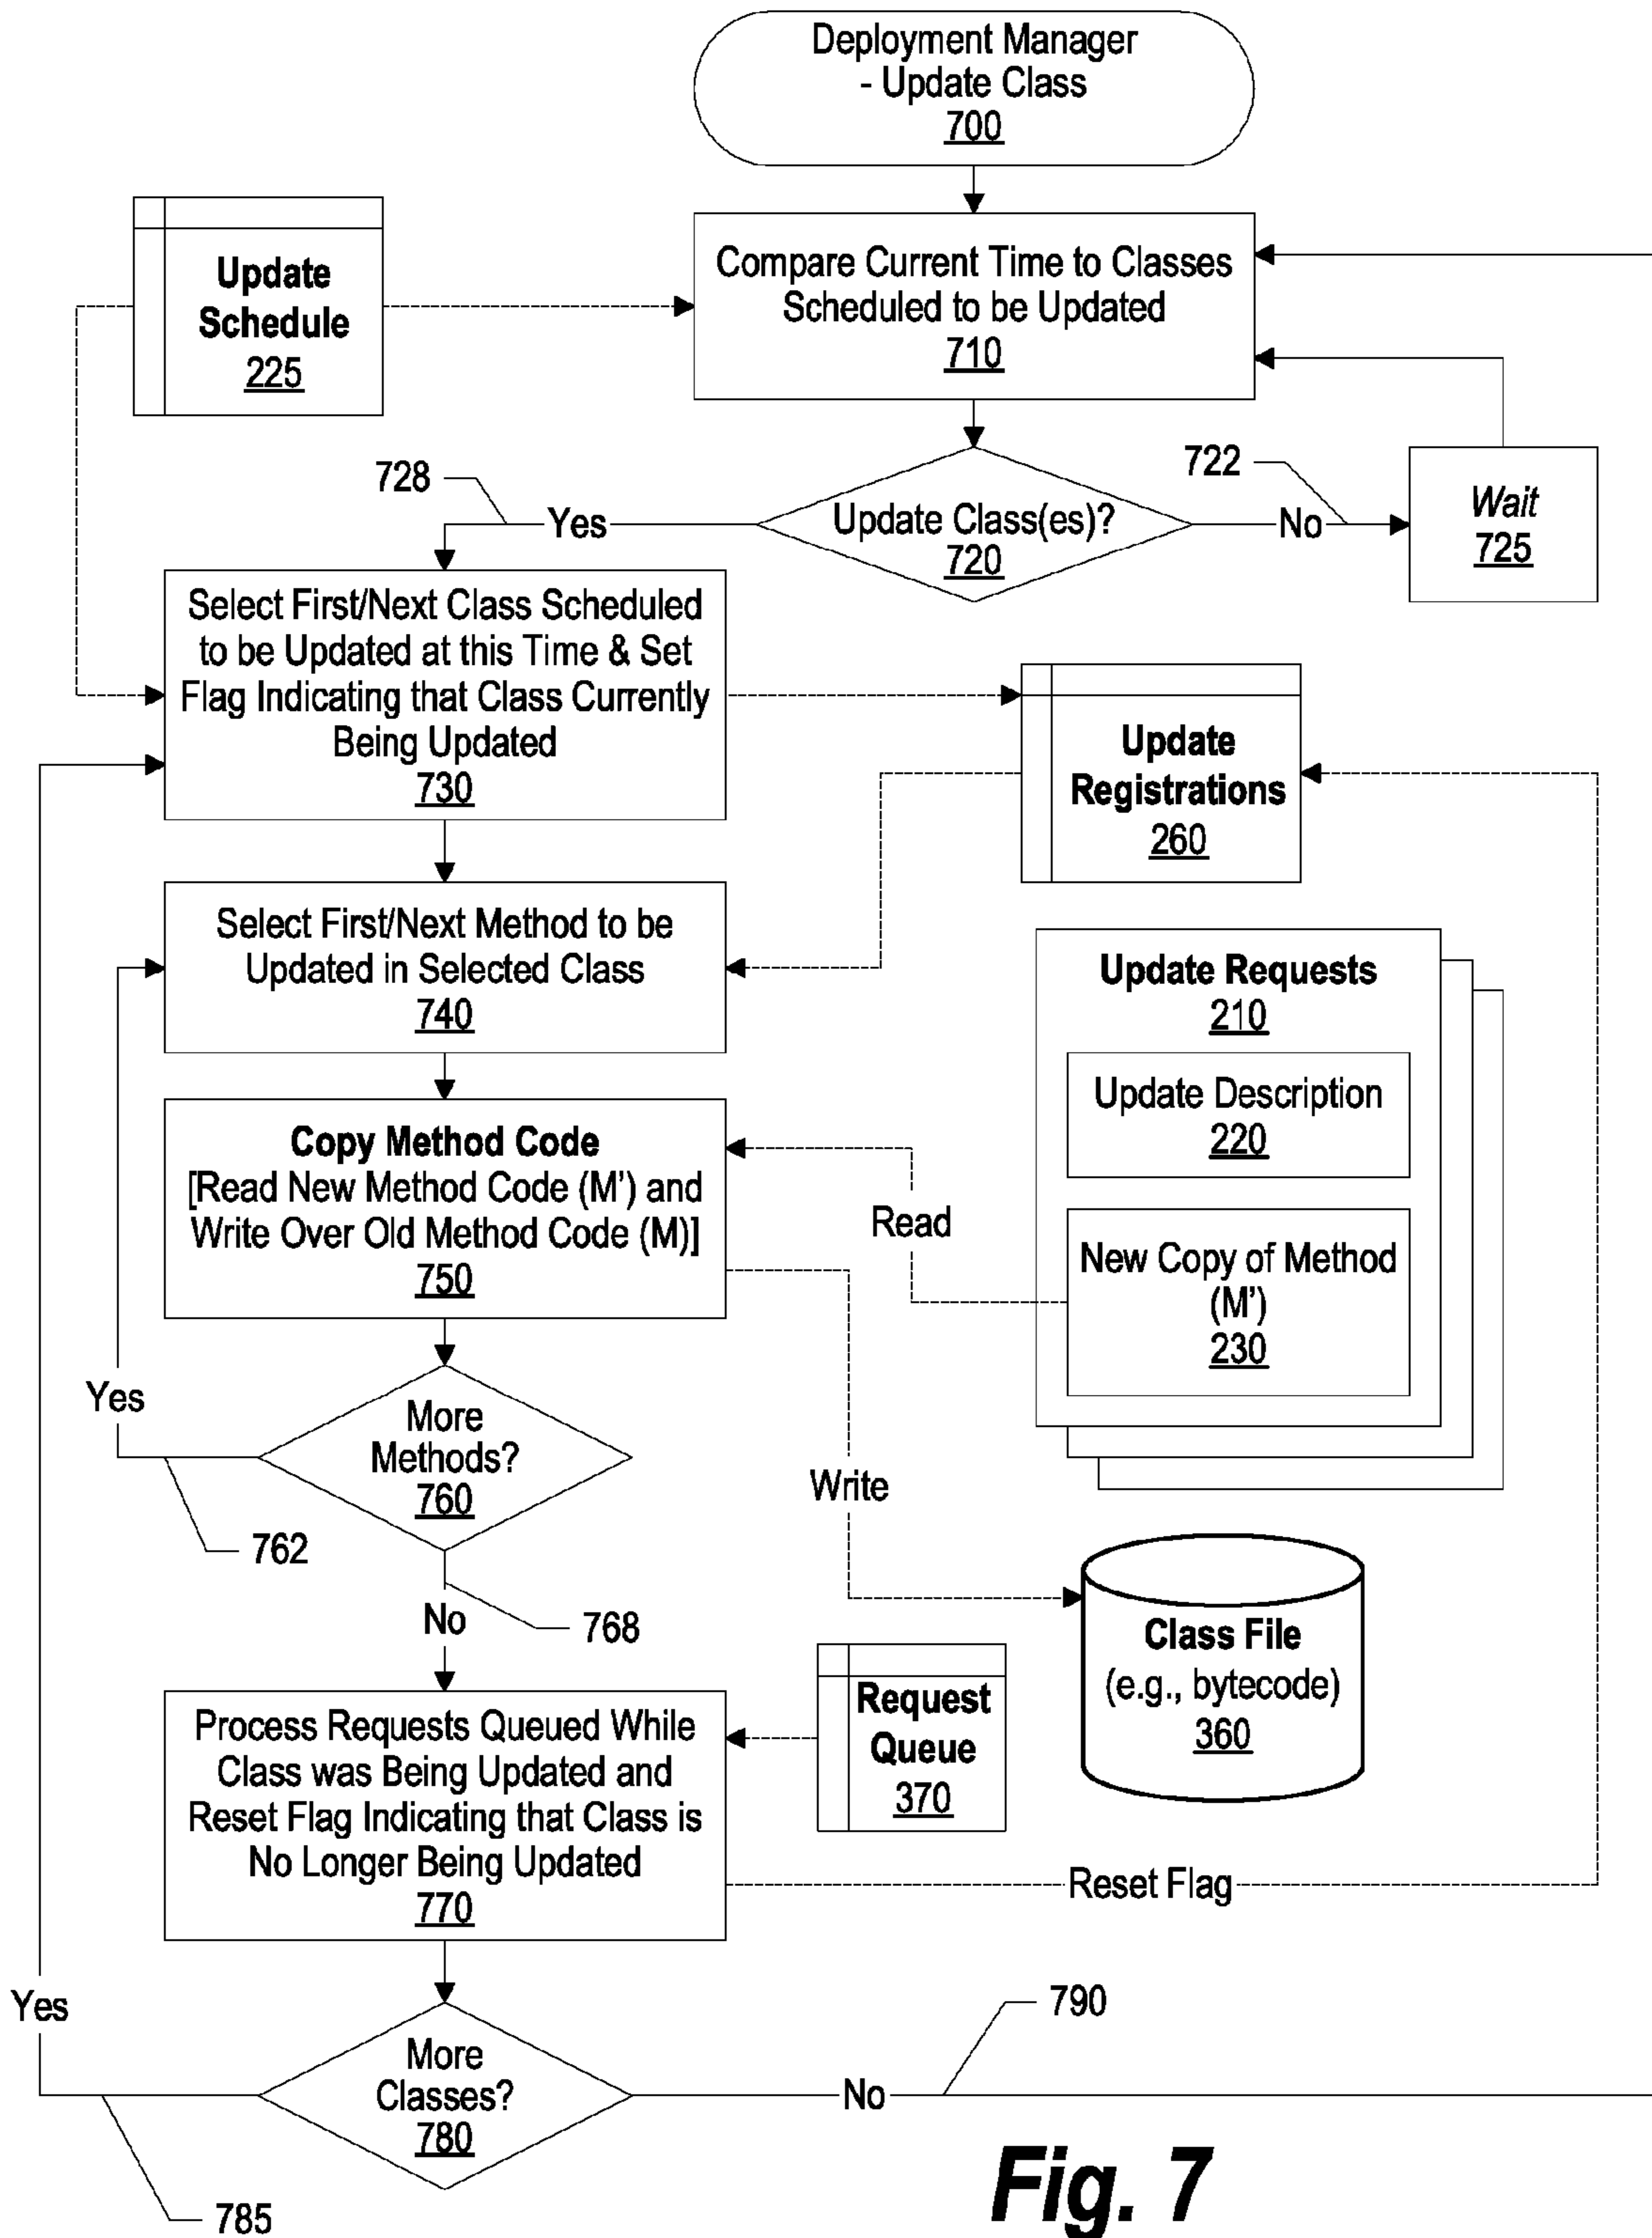 Deployment Manager
- Update Class
700
Update
Schedule
225
Compare Current Time to Classes
Scheduled to be Updated
710
728
Yes
Update Class(es)?
720
722
No
Wait
725
Select First/Next Class Scheduled
to be Updated at this Time & Set
Flag Indicating that Class Currently
Being Updated
730
Update
Registrations
260
Select First/Next Method to be
Updated in Selected Class
740
Update Requests
210
Update Description
220
New Copy of Method
(M')
230
Copy Method Code
[Read New Method Code (M') and
Write Over Old Method Code (M)]
750
Read
Write
Yes
More
Methods?
760
762
No
768
Class File
(e.g., bytecode)
360
Request
Queue
370
Process Requests Queued While
Class was Being Updated and
Reset Flag Indicating that Class is
No Longer Being Updated
770
Reset Flag
Yes
More
Classes?
780
785
No
790
Fig. 7